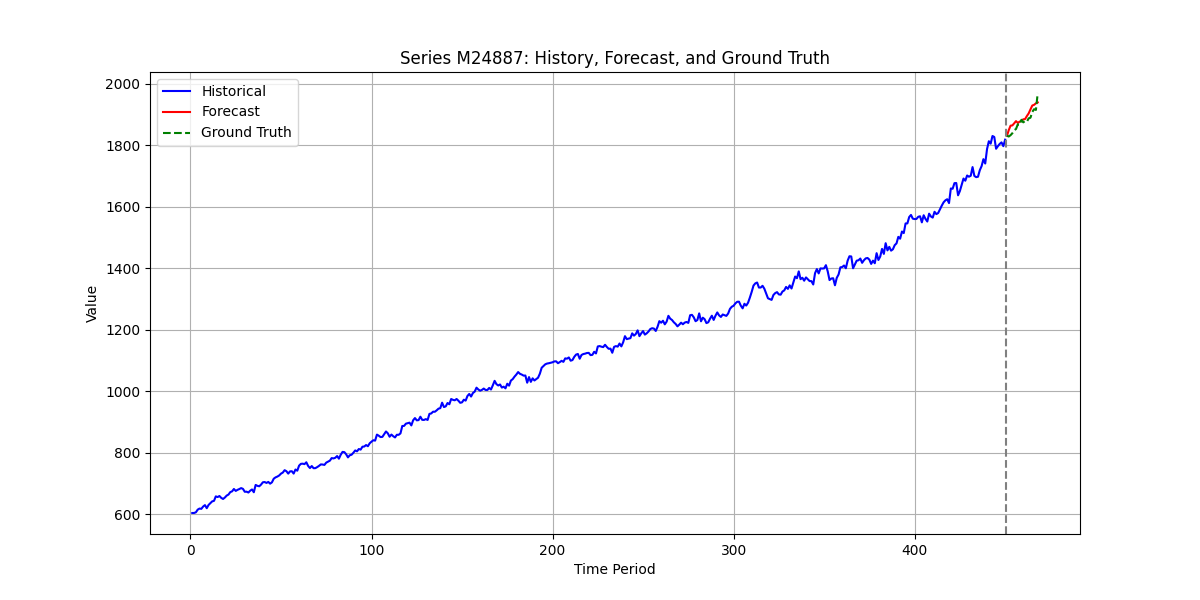 Series M24887: History, Forecast, and Ground Truth
Historical
Forecast
Ground Truth
2000
1800
1600
1400
1200
1000
800
600
Value
0 100 200 300 400
Time Period